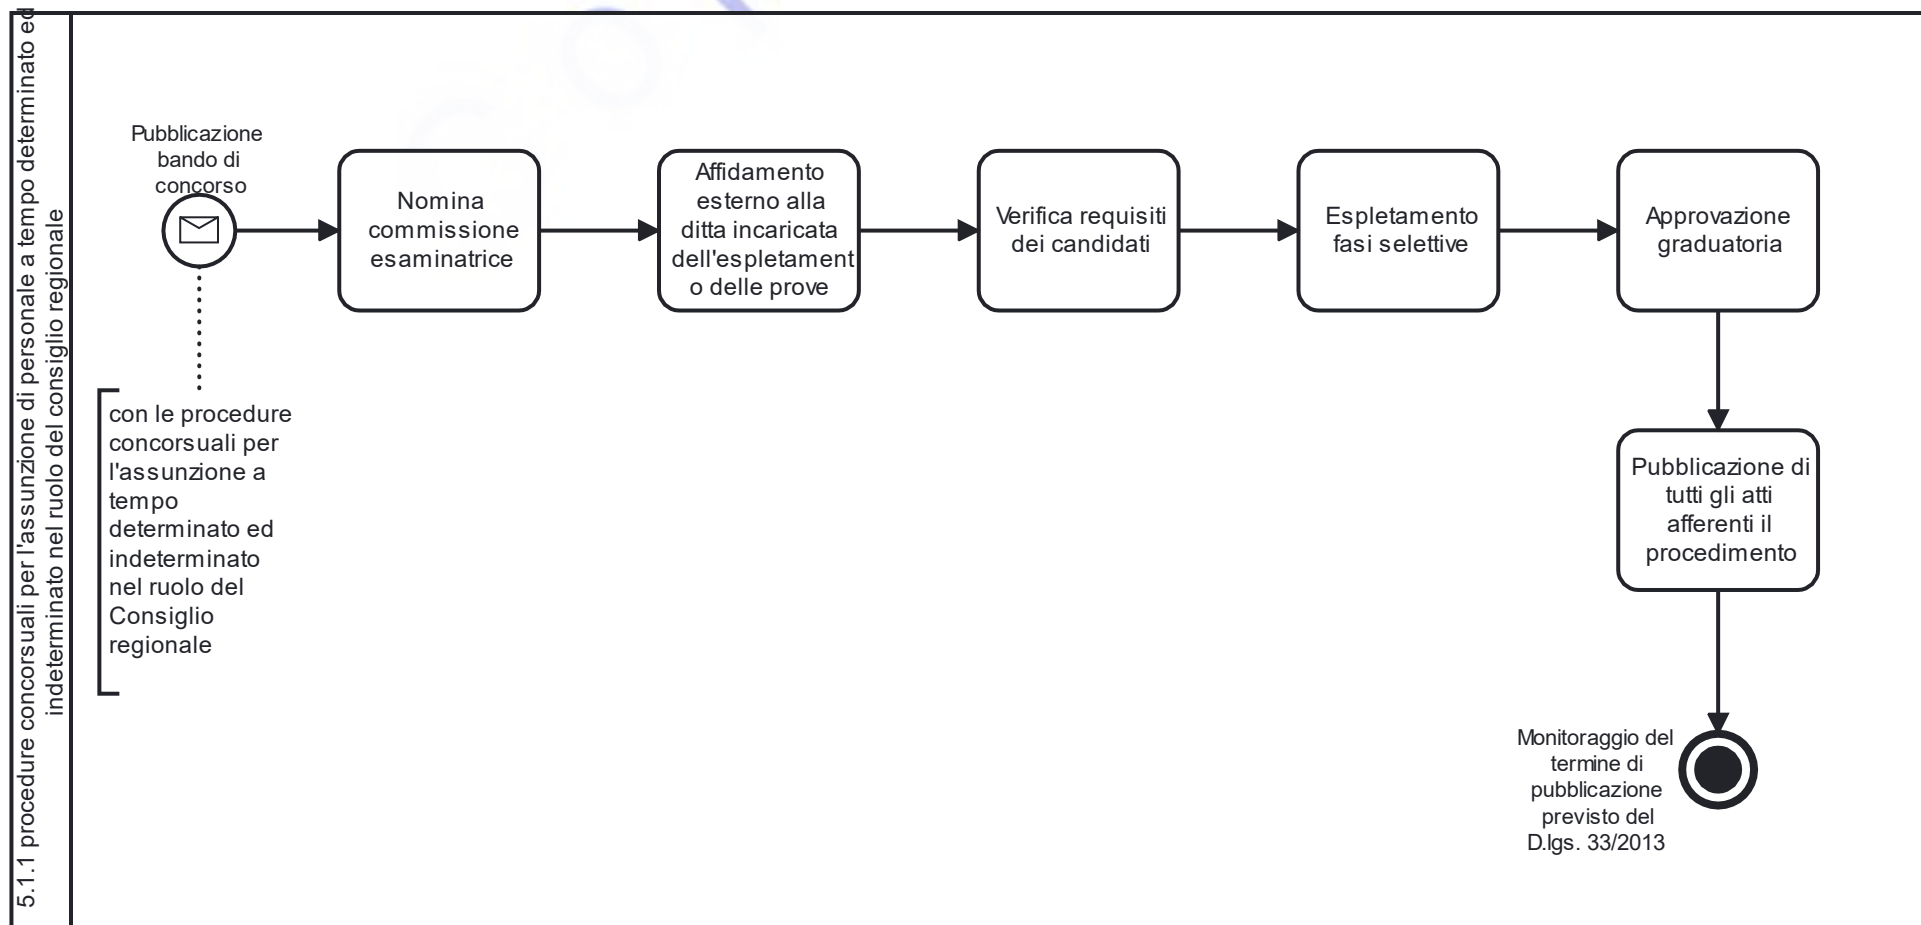 5.1.1 procedure concorsuali per l'assunzione di personale a tempo determinato ed
indeterminato nel ruolo del consiglio regionale
Pubblicazione
bando di
concorso
Nomina
commissione
esaminatrice
Affidamento
esterno alla
ditta incaricata
dell'espletament
o delle prove
Verifica requisiti
dei candidati
Espletamento
fasi selettive
Approvazione
graduatoria
con le procedure
concorsuali per
l'assunzione a
tempo
determinato ed
indeterminato
nel ruolo del
Consiglio
regionale
Pubblicazione di
tutti gli atti
afferenti il
procedimento
Monitoraggio del
termine di
pubblicazione
previsto del
D.lgs. 33/2013